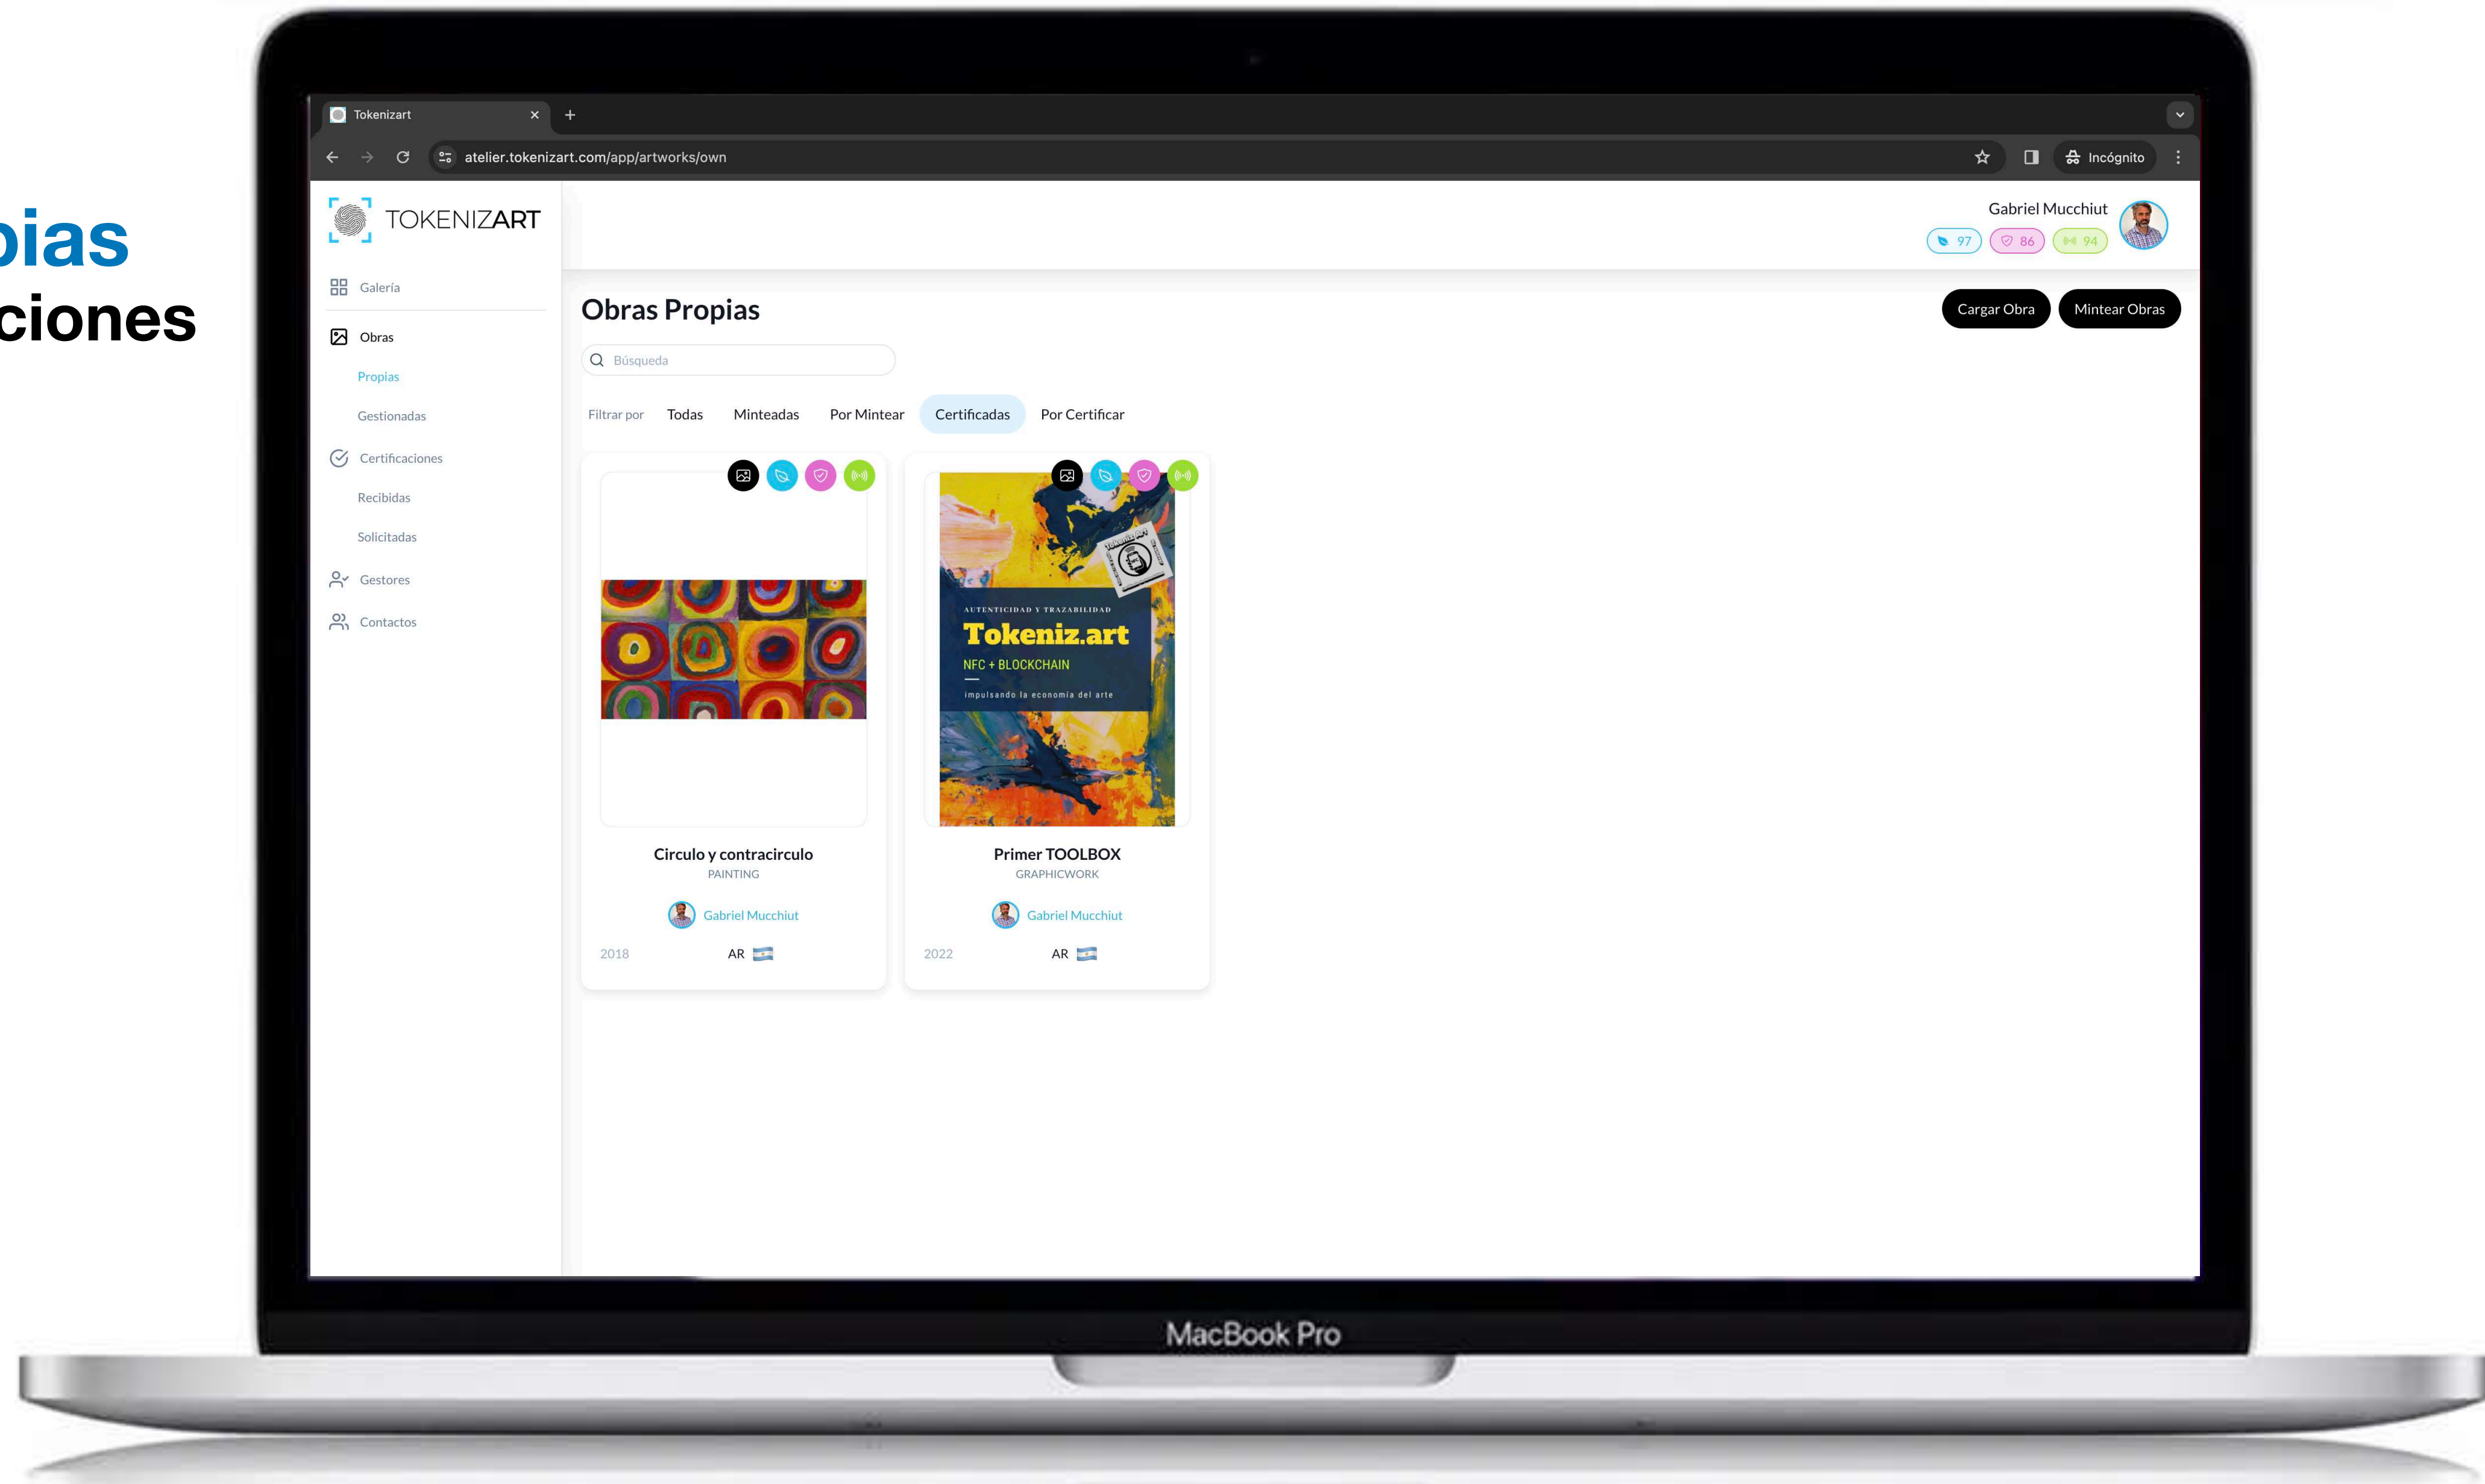 pias
ciones
Tokenizart
atelier.tokenizart.com/app/artworks/own
Incógnito
TOKENIZART
Gabriel Mucchiut
97
86
94
Galería
Obras
Propias
Gestionadas
Certificaciones
Recibidas
Solicitadas
Gestores
Contactos
Obras Propias
Cargar Obra
Mintear Obras
Búsqueda
Filtrar por Todas Minteadas Por Mintear Certificadas Por Certificar
Circulo y contracirculo
PAINTING
Gabriel Mucchiut
2018 AR
Tokeniz Art
AUTENTICIDAD Y TRAZABILIDAD
Tokeniz.art
NFC + BLOCKCHAIN
impulsando la economía del arte
Primer TOOLBOX
GRAPHICWORK
Gabriel Mucchiut
2022 AR
MacBook Pro